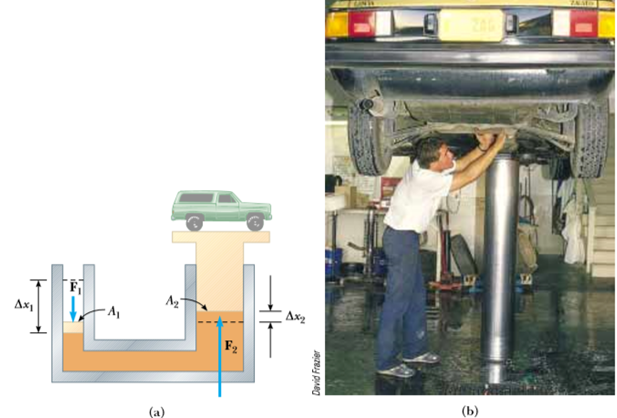 F₁
Δx₁
A₁
A₂
Δx₂
F₂
(a)
David Frazier
(b)